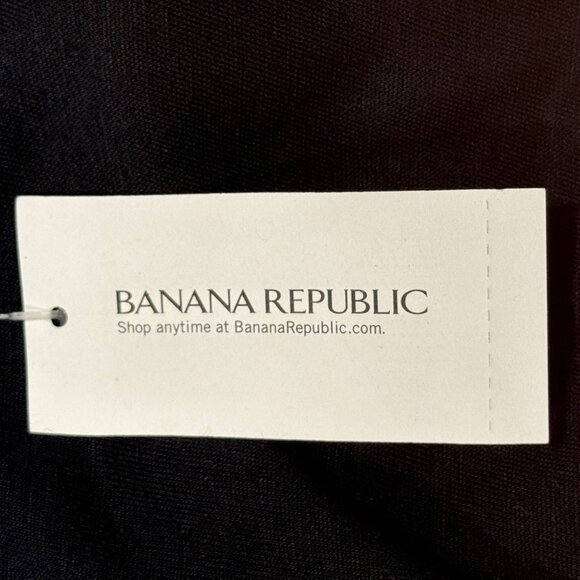 BANANA REPUBLIC
Shop anytime at BananaRepublic.com.